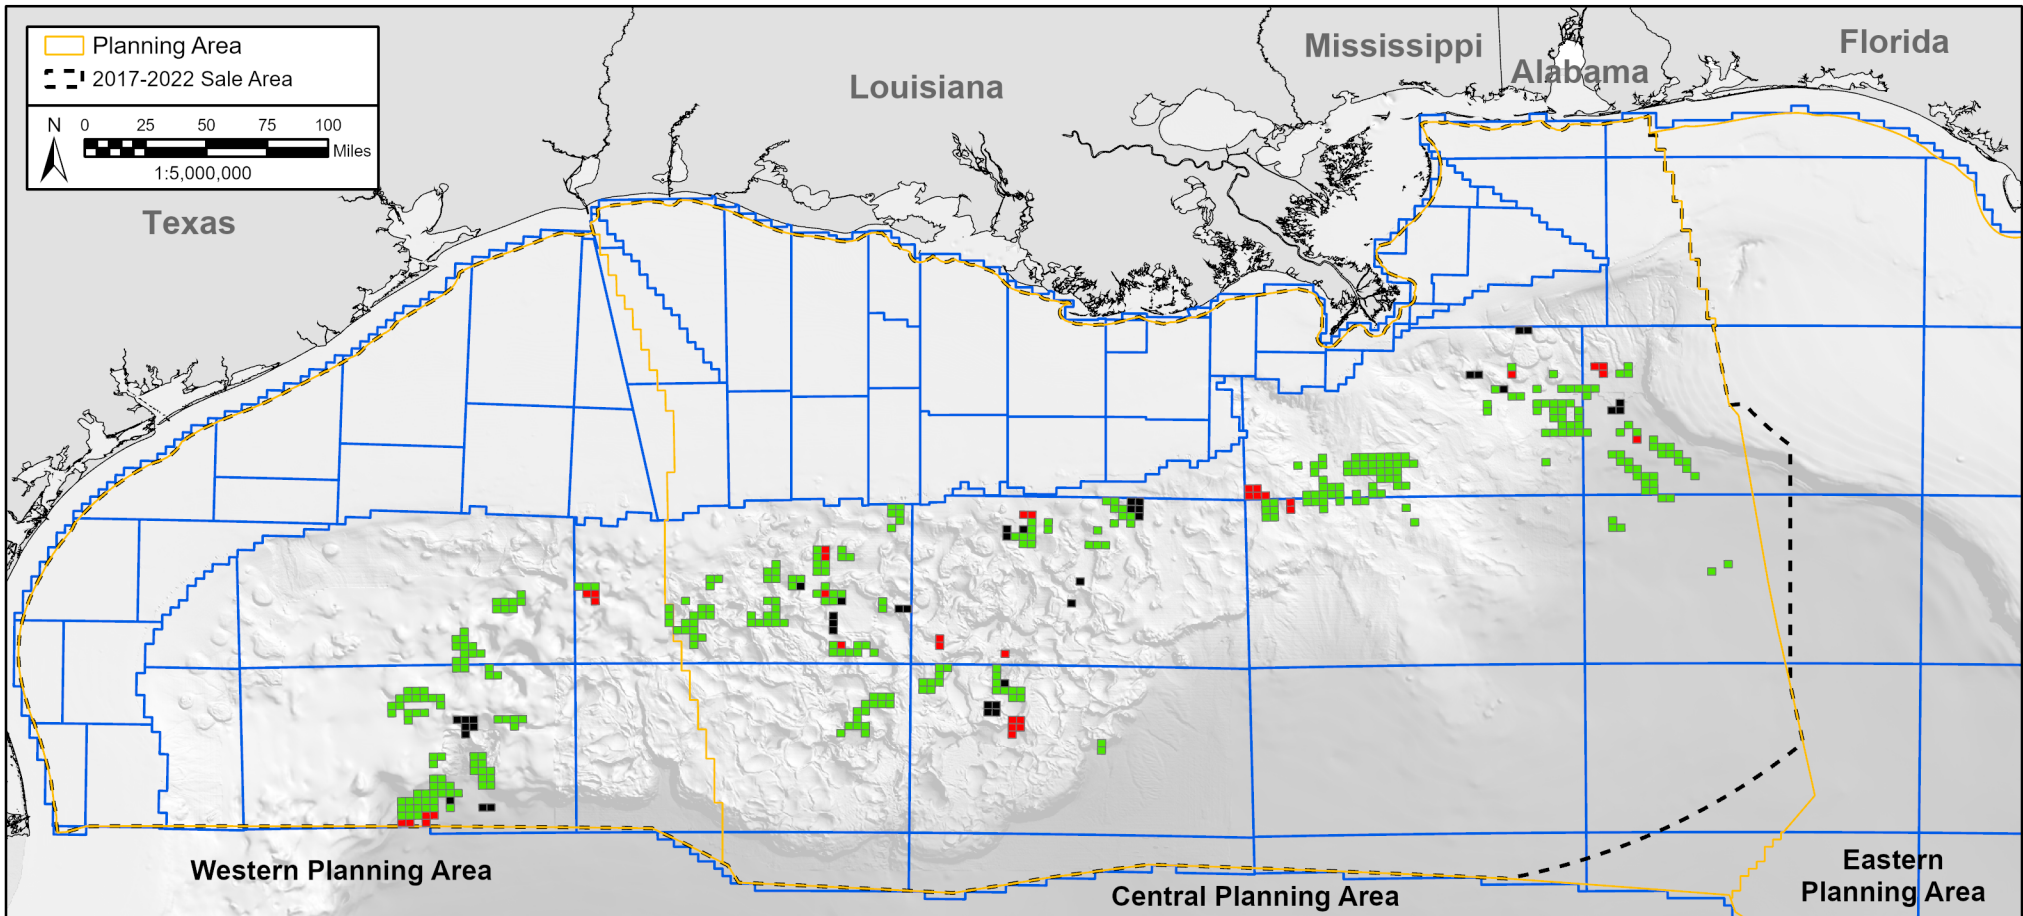 Planning Area
2017-2022 Sale Area
N
0 25 50 75 100
Miles
1:5,000,000
Texas
Louisiana
Mississippi
Alabama
Florida
Western Planning Area
Central Planning Area
Eastern
Planning Area